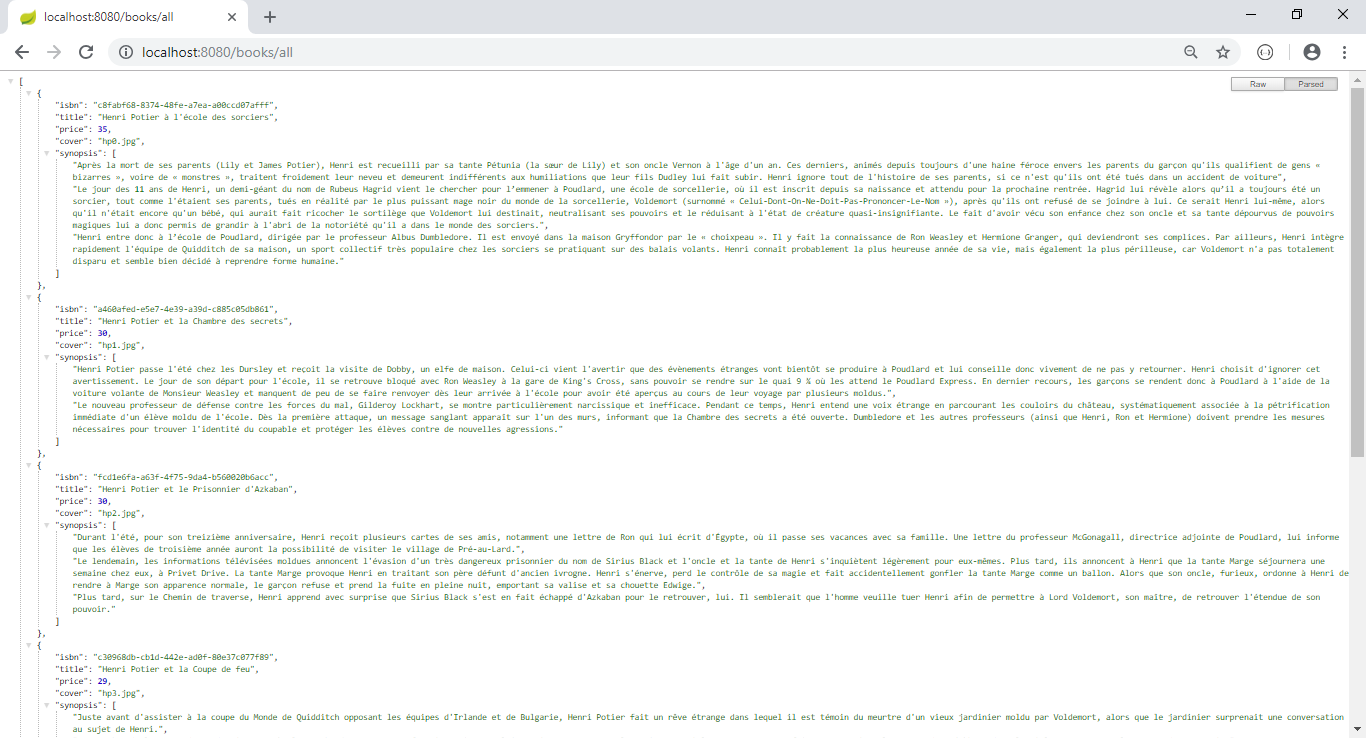 localhost:8080/books/all
localhost:8080/books/all
Raw
Parsed
[
{
"isbn": "c8fabf68-8374-48fe-a7ea-a00ccd07afff",
"title": "Henri Potier à l'école des sorciers",
"price": 35,
"cover": "hp0.jpg",
"synopsis": [
"Après la mort de ses parents (Lily et James Potier), Henri est recueilli par sa tante Pétunia (la sœur de Lily) et son oncle Vernon à l'âge d'un an. Ces derniers, animés depuis toujours d'une haine féroce envers les parents du garçon qu'ils qualifient de gens «
bizarres », voire de « monstres », traitent froidement leur neveu et demeurent indifférents aux humiliations que leur fils Dudley lui fait subir. Henri ignore tout de l'histoire de ses parents, si ce n'est qu'ils ont été tués dans un accident de voiture",
"Le jour des 11 ans de Henri, un demi-géant du nom de Rubeus Hagrid vient le chercher pour l’emmener à Poudlard, une école de sorcellerie, où il est inscrit depuis sa naissance et attendu pour la prochaine rentrée. Hagrid lui révèle alors qu’il a toujours été un
sorcier, tout comme l'étaient ses parents, tués en réalité par le plus puissant mage noir du monde de la sorcellerie, Voldemort (surnommé « Celui-Dont-On-Ne-Doit-Pas-Prononcer-Le-Nom »), après qu'ils ont refusé de se joindre à lui. Ce serait Henri lui-même, alors
qu'il n'était encore qu'un bébé, qui aurait fait ricocher le sortilège que Voldemort lui destinait, neutralisant ses pouvoirs et le réduisant à l'état de créature quasi-insignifiante. Le fait d'avoir vécu son enfance chez son oncle et sa tante dépourvus de pouvoirs
magiques lui a donc permis de grandir à l'abri de la notoriété qu'il a dans le monde des sorciers.",
"Henri entre donc à l’école de Poudlard, dirigée par le professeur Albus Dumbledore. Il est envoyé dans la maison Gryffondor par le « choixpeau ». Il y fait la connaissance de Ron Weasley et Hermione Granger, qui deviendront ses complices. Par ailleurs, Henri intègre
rapidement l'équipe de Quidditch de sa maison, un sport collectif très populaire chez les sorciers se pratiquant sur des balais volants. Henri connaît probablement la plus heureuse année de sa vie, mais également la plus périlleuse, car Voldemort n'a pas totalement
disparu et semble bien décidé à reprendre forme humaine."
]
},
{
"isbn": "a460afed-e5e7-4e39-a39d-c885c05db861",
"title": "Henri Potier et la Chambre des secrets",
"price": 30,
"cover": "hp1.jpg",
"synopsis": [
"Henri Potier passe l'été chez les Dursley et reçoit la visite de Dobby, un elfe de maison. Celui-ci vient l'avertir que des évènements étranges vont bientôt se produire à Poudlard et lui conseille donc vivement de ne pas y retourner. Henri choisit d'ignorer cet
avertissement. Le jour de son départ pour l'école, il se retrouve bloqué avec Ron Weasley à la gare de King's Cross, sans pouvoir se rendre sur le quai 9 ¾ où les attend le Poudlard Express. En dernier recours, les garçons se rendent donc à Poudlard à l'aide de la
voiture volante de Monsieur Weasley et manquent de peu de se faire renvoyer dès leur arrivée à l'école pour avoir été aperçus au cours de leur voyage par plusieurs moldus.",
"Le nouveau professeur de défense contre les forces du mal, Gilderoy Lockhart, se montre particulièrement narcissique et inefficace. Pendant ce temps, Henri entend une voix étrange en parcourant les couloirs du château, systématiquement associée à la pétrification
immédiate d'un élève moldu de l'école. Dès la première attaque, un message sanglant apparaît sur l'un des murs, informant que la Chambre des secrets a été ouverte. Dumbledore et les autres professeurs (ainsi que Henri, Ron et Hermione) doivent prendre les mesures
nécessaires pour trouver l'identité du coupable et protéger les élèves contre de nouvelles agressions."
]
},
{
"isbn": "fcd1e6fa-a63f-4f75-9da4-b560020b6acc",
"title": "Henri Potier et le Prisonnier d'Azkaban",
"price": 30,
"cover": "hp2.jpg",
"synopsis": [
"Durant l'été, pour son treizième anniversaire, Henri reçoit plusieurs cartes de ses amis, notamment une lettre de Ron qui lui écrit d'Égypte, où il passe ses vacances avec sa famille. Une lettre du professeur McGonagall, directrice adjointe de Poudlard, lui informe
que les élèves de troisième année auront la possibilité de visiter le village de Pré-au-Lard.",
"Le lendemain, les informations télévisées moldues annoncent l'évasion d'un très dangereux prisonnier du nom de Sirius Black et l'oncle et la tante de Henri s'inquiètent légèrement pour eux-mêmes. Plus tard, ils annoncent à Henri que la tante Marge séjournera une
semaine chez eux, à Privet Drive. La tante Marge provoque Henri en traitant son père défunt d'ancien ivrogne. Henri s'énerve, perd le contrôle de sa magie et fait accidentellement gonfler la tante Marge comme un ballon. Alors que son oncle, furieux, ordonne à Henri de
rendre à Marge son apparence normale, le garçon refuse et prend la fuite en pleine nuit, emportant sa valise et sa chouette Edwige.",
"Plus tard, sur le Chemin de traverse, Henri apprend avec surprise que Sirius Black s'est en fait échappé d'Azkaban pour le retrouver, lui. Il semblerait que l'homme veuille tuer Henri afin de permettre à Lord Voldemort, son maître, de retrouver l'étendue de son
pouvoir."
]
},
{
"isbn": "c30968db-cb1d-442e-ad0f-80e37c077f89",
"title": "Henri Potier et la Coupe de feu",
"price": 29,
"cover": "hp3.jpg",
"synopsis": [
"Juste avant d'assister à la coupe du Monde de Quidditch opposant les équipes d'Irlande et de Bulgarie, Henri Potier fait un rêve étrange dans lequel il est témoin du meurtre d'un vieux jardinier moldu par Voldemort, alors que le jardinier surprenait une conversation
au sujet de Henri.",